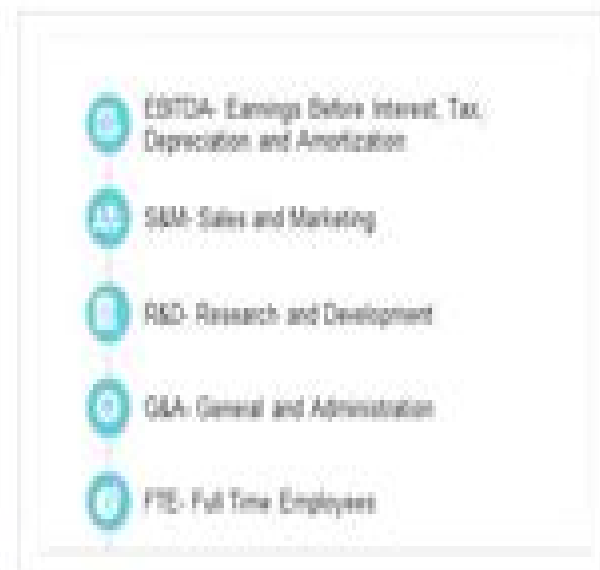 EBITDA- Earnings Before Interest, Tax,
Depreciation and Amortization
S&M- Sales and Marketing
R&D- Research and Development
G&A- General and Administration
FTE- Full Time Employees